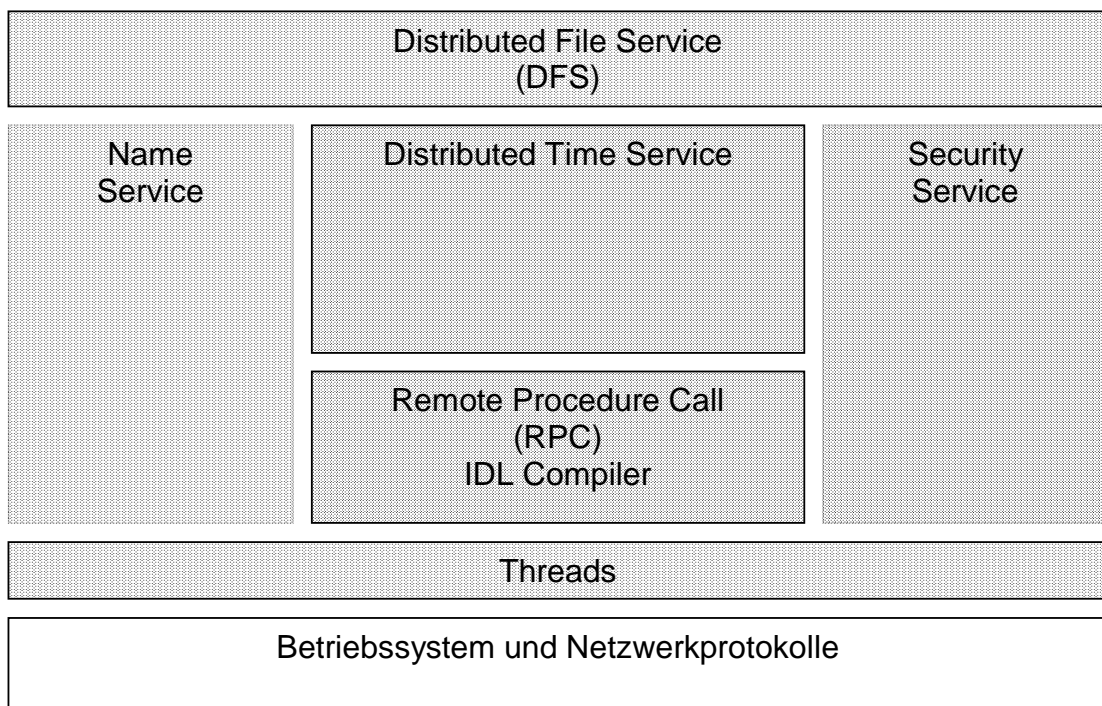 Distributed File Service
(DFS)
Name
Service
Distributed Time Service
Security
Service
Remote Procedure Call
(RPC)
IDL Compiler
Threads
Betriebssystem und Netzwerkprotokolle